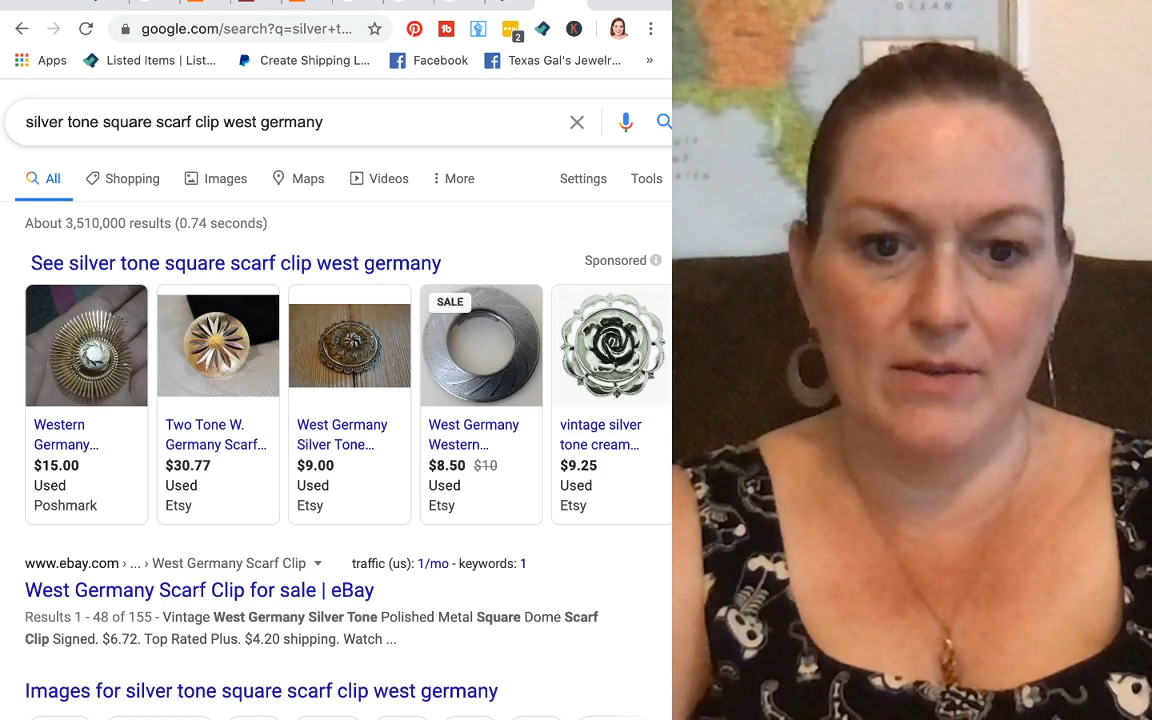 OCEAN
google.com/search?q=silver+t...
2
Apps
Listed Items | List...
Create Shipping L...
Facebook
Texas Gal's Jewelr...
»
silver tone square scarf clip west germany
All
Shopping
Images
Maps
Videos
More
Settings
Tools
About 3,510,000 results (0.74 seconds)
See silver tone square scarf clip west germany
Sponsored
SALE
Western Germany...
$15.00
Used
Poshmark
Two Tone W. Germany Scarf...
$30.77
Used
Etsy
West Germany Silver Tone...
$9.00
Used
Etsy
West Germany Western...
$8.50 $10
Used
Etsy
vintage silver tone cream...
$9.25
Used
Etsy
www.ebay.com › ... › West Germany Scarf Clip
traffic (us): 1/mo - keywords: 1
West Germany Scarf Clip for sale | eBay
Results 1 - 48 of 155 - Vintage West Germany Silver Tone Polished Metal Square Dome Scarf
Clip Signed. $6.72. Top Rated Plus. $4.20 shipping. Watch ...
Images for silver tone square scarf clip west germany